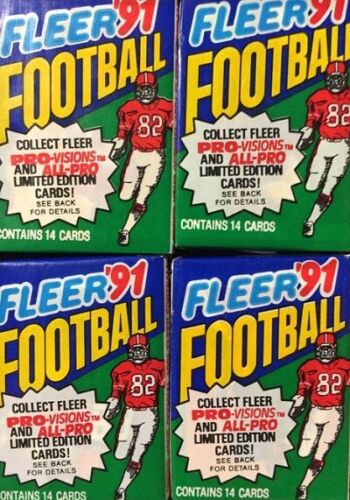 FLEER '91
FOOTBALL
82
COLLECT FLEER
PRO-VISIONS™
AND ALL-PRO
LIMITED EDITION
CARDS!
SEE BACK
FOR DETAILS
CONTAINS 14 CARDS
FLEER '91
FOOTBALL
82
COLLECT FLEER
PRO-VISIONS™
AND ALL-PRO
LIMITED EDITION
CARDS!
SEE BACK
FOR DETAILS
CONTAINS 14 CARDS
FLEER '91
FOOTBALL
82
COLLECT FLEER
PRO-VISIONS™
AND ALL-PRO
LIMITED EDITION
CARDS!
SEE BACK
FOR DETAILS
ONTAINS 14 CARDS
FLEER '91
FOOTBALL
82
COLLECT FLEER
PRO-VISIONS™
AND ALL-PRO
LIMITED EDITION
CARDS!
SEE BACK
FOR DETAILS
CONTAINS 14 CARDS